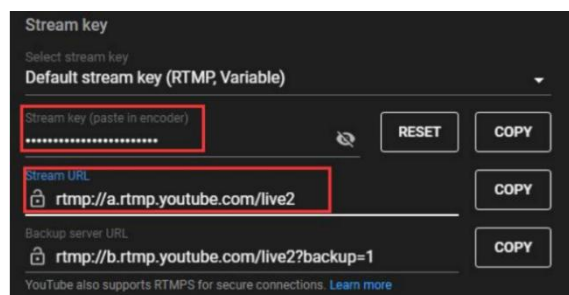 Stream key
Select stream key
Default stream key (RTMP, Variable)
Stream key (paste in encoder)
••••••••••••••••••••••••
RESET
COPY
Stream URL
rtmp://a.rtmp.youtube.com/live2
COPY
Backup server URL
rtmp://b.rtmp.youtube.com/live2?backup=1
COPY
YouTube also supports RTMPS for secure connections. Learn more